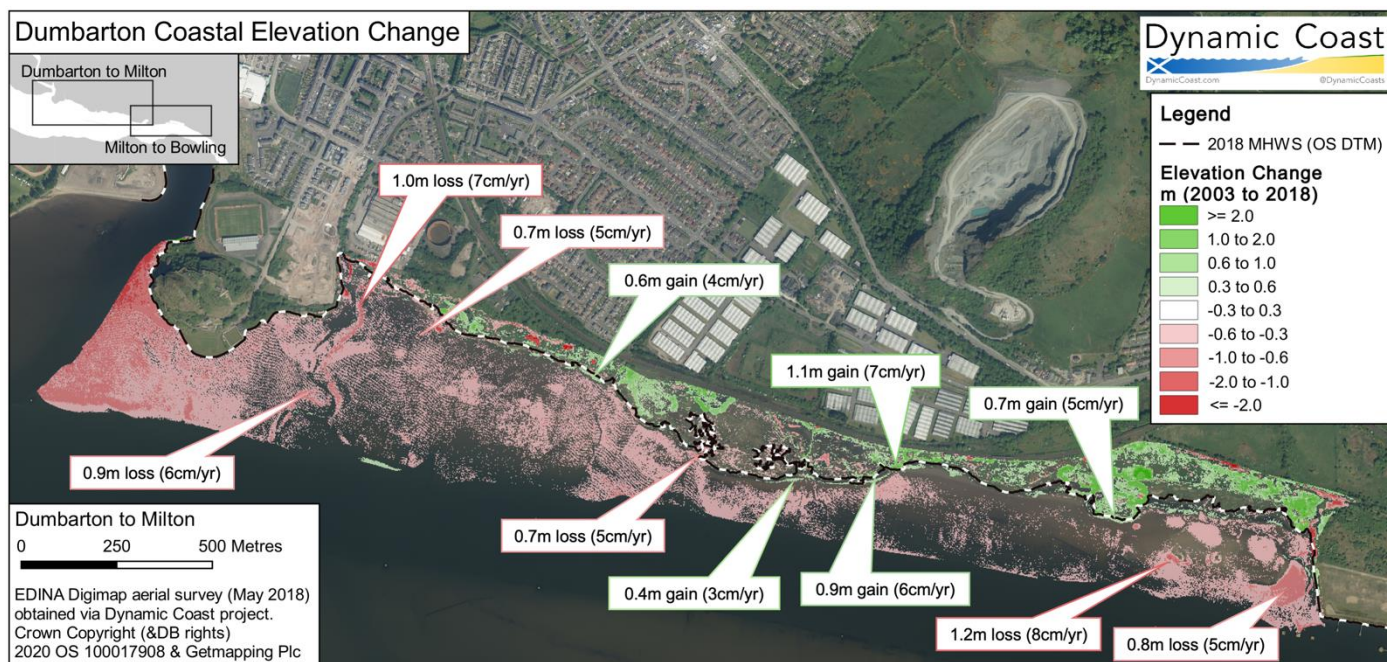 Dumbarton Coastal Elevation Change
Dumbarton to Milton
Milton to Bowling
Dynamic Coast
DynamicCoast.com
@DynamicCoasts
Legend
2018 MHWS (OS DTM)
Elevation Change
m (2003 to 2018)
>= 2.0
1.0 to 2.0
0.6 to 1.0
0.3 to 0.6
-0.3 to 0.3
-0.6 to -0.3
-1.0 to -0.6
-2.0 to -1.0
<= -2.0
1.0m loss (7cm/yr)
0.7m loss (5cm/yr)
0.6m gain (4cm/yr)
1.1m gain (7cm/yr)
0.7m gain (5cm/yr)
0.9m loss (6cm/yr)
0.7m loss (5cm/yr)
0.4m gain (3cm/yr)
0.9m gain (6cm/yr)
1.2m loss (8cm/yr)
0.8m loss (5cm/yr)
Dumbarton to Milton
0 250 500 Metres
EDINA Digimap aerial survey (May 2018)
obtained via Dynamic Coast project.
Crown Copyright (&DB rights)
2020 OS 100017908 & Getmapping Plc